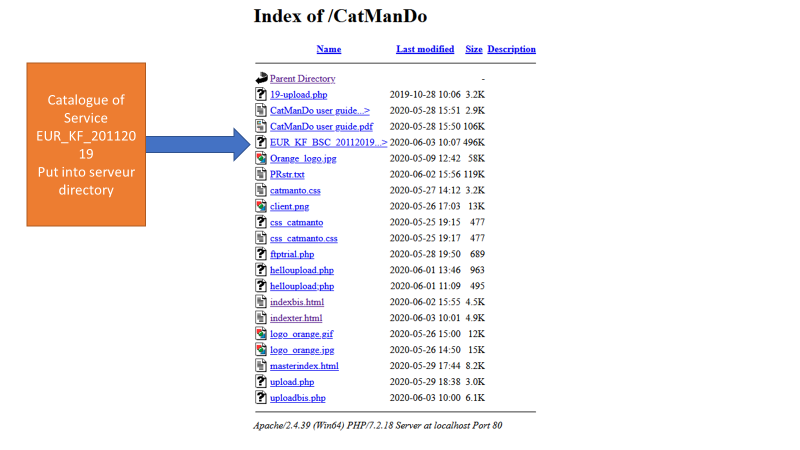 Index of /CatManDo
Name Last modified Size Description
Parent Directory -
19-upload.php 2019-10-28 10:06 3.2K
CatManDo user guide...> 2020-05-28 15:51 2.9K
CatManDo user guide.pdf 2020-05-28 15:50 106K
EUR_KF_BSC_20112019...> 2020-06-03 10:07 496K
Orange_logo.jpg 2020-05-09 12:42 58K
PRstr.txt 2020-06-02 15:56 119K
catmanto.css 2020-05-27 14:12 3.2K
client.png 2020-05-26 17:03 13K
css_catmanto 2020-05-25 19:15 477
css_catmanto.css 2020-05-25 19:17 477
ftptrial.php 2020-05-28 19:50 689
helloupload.php 2020-06-01 13:46 963
helloupload;php 2020-06-01 11:09 495
indexbis.html 2020-06-02 15:55 4.5K
indexter.html 2020-06-03 10:01 4.9K
logo_orange.gif 2020-05-26 15:00 12K
logo_orange.jpg 2020-05-26 14:50 15K
masterindex.html 2020-05-29 17:44 8.2K
upload.php 2020-05-29 18:38 3.0K
uploadbis.php 2020-06-03 10:00 6.1K
Apache/2.4.39 (Win64) PHP/7.2.18 Server at localhost Port 80
Catalogue of
Service
EUR_KF_201120
19
Put into serveur
directory